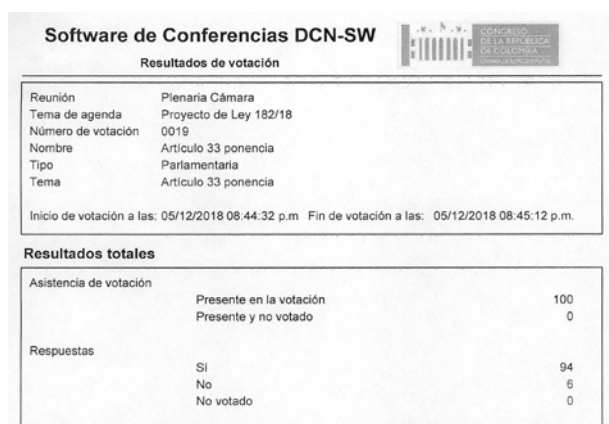 Software de Conferencias DCN-SW
CONGRESO
DE LA REPÚBLICA
DE COLOMBIA
Resultados de votación
Reunión Plenaria Cámara
Tema de agenda Proyecto de Ley 182/18
Número de votación 0019
Nombre Artículo 33 ponencia
Tipo Parlamentaria
Tema Artículo 33 ponencia
Inicio de votación a las: 05/12/2018 08:44:32 p.m Fin de votación a las: 05/12/2018 08:45:12 p.m.
Resultados totales
Asistencia de votación
Presente en la votación 100
Presente y no votado 0
Respuestas
Sí 94
No 6
No votado 0